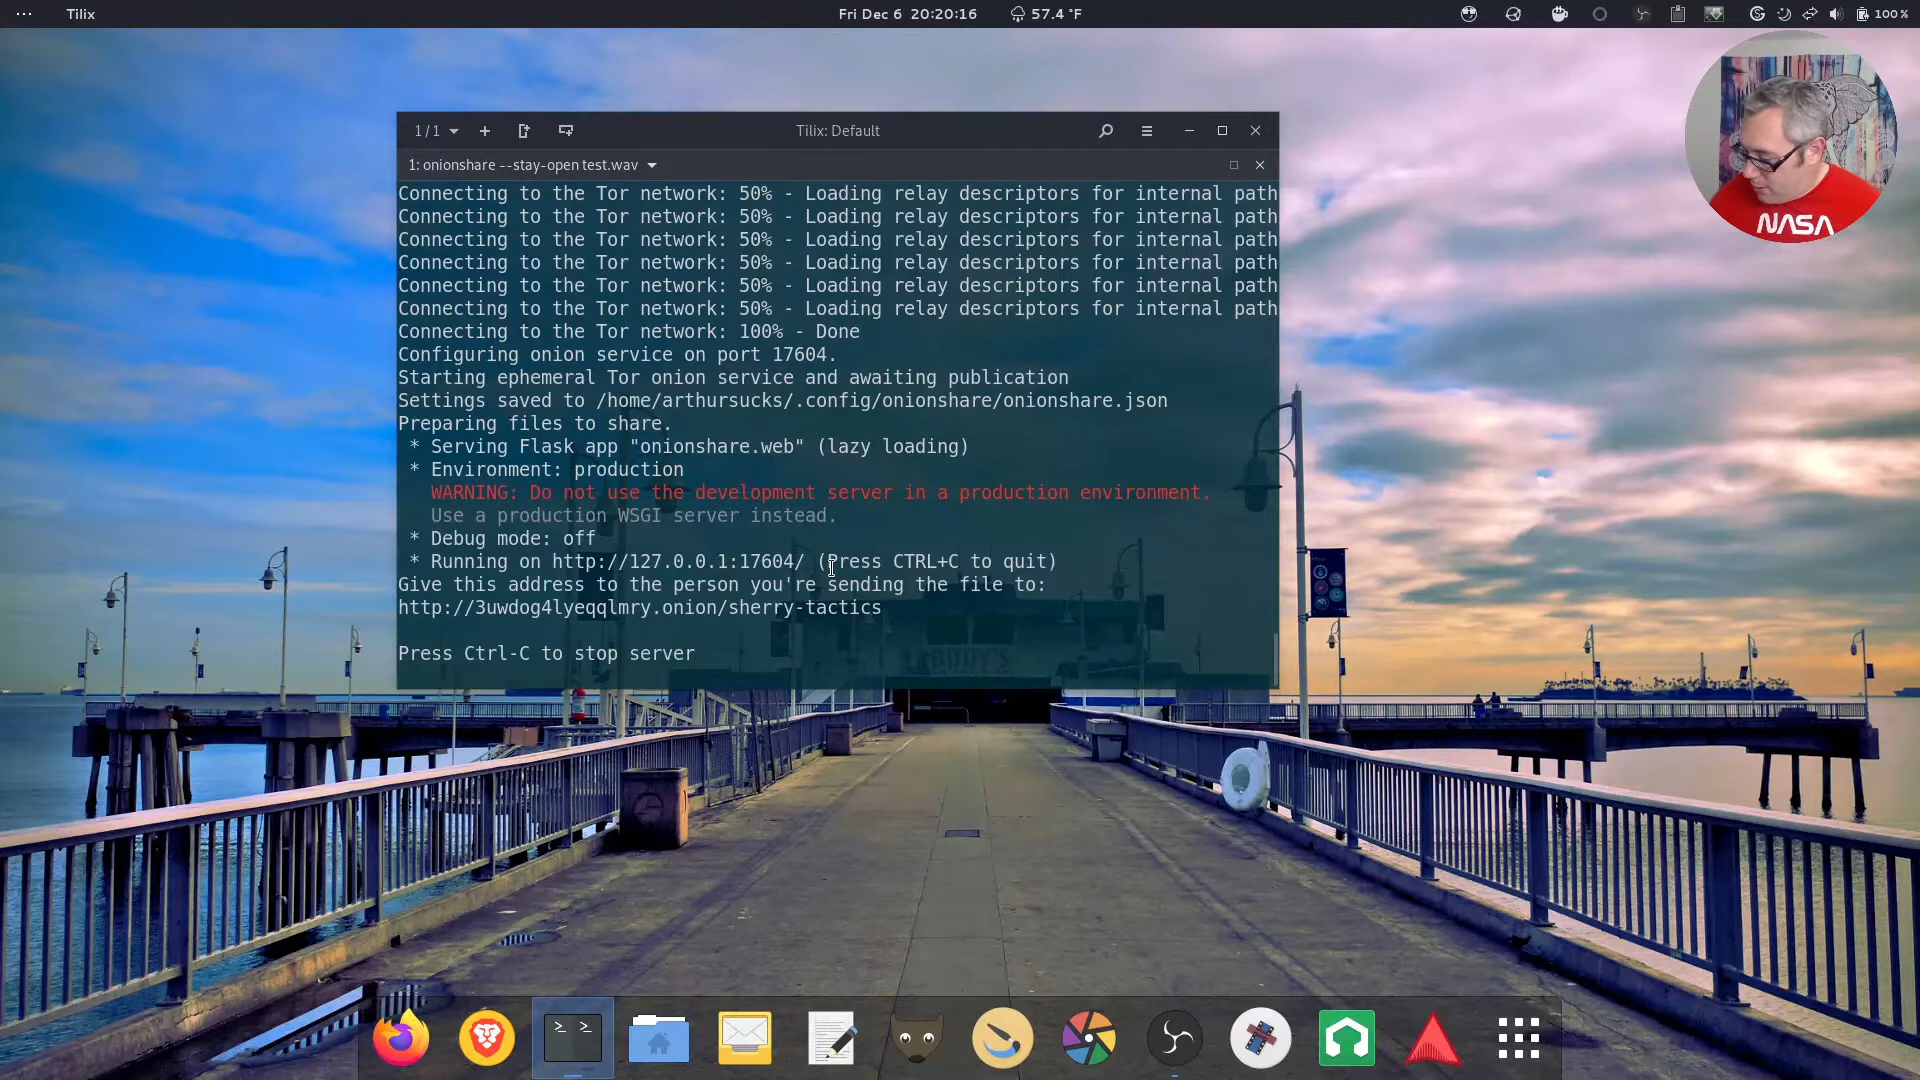 Tilix
Fri Dec 6 20:20:16
57.4 °F
100 %
1 / 1
Tilix: Default
1: onionshare --stay-open test.wav
Connecting to the Tor network: 50% - Loading relay descriptors for internal path
Connecting to the Tor network: 50% - Loading relay descriptors for internal path
Connecting to the Tor network: 50% - Loading relay descriptors for internal path
Connecting to the Tor network: 50% - Loading relay descriptors for internal path
Connecting to the Tor network: 50% - Loading relay descriptors for internal path
Connecting to the Tor network: 50% - Loading relay descriptors for internal path
Connecting to the Tor network: 100% - Done
Configuring onion service on port 17604.
Starting ephemeral Tor onion service and awaiting publication
Settings saved to /home/arthursucks/.config/onionshare/onionshare.json
Preparing files to share.
* Serving Flask app "onionshare.web" (lazy loading)
* Environment: production
WARNING: Do not use the development server in a production environment.
Use a production WSGI server instead.
* Debug mode: off
* Running on http://127.0.0.1:17604/ (Press CTRL+C to quit)
Give this address to the person you're sending the file to:
http://3uwdog4lyeqqlmry.onion/sherry-tactics
Press Ctrl-C to stop server
NASA
BUOY'S